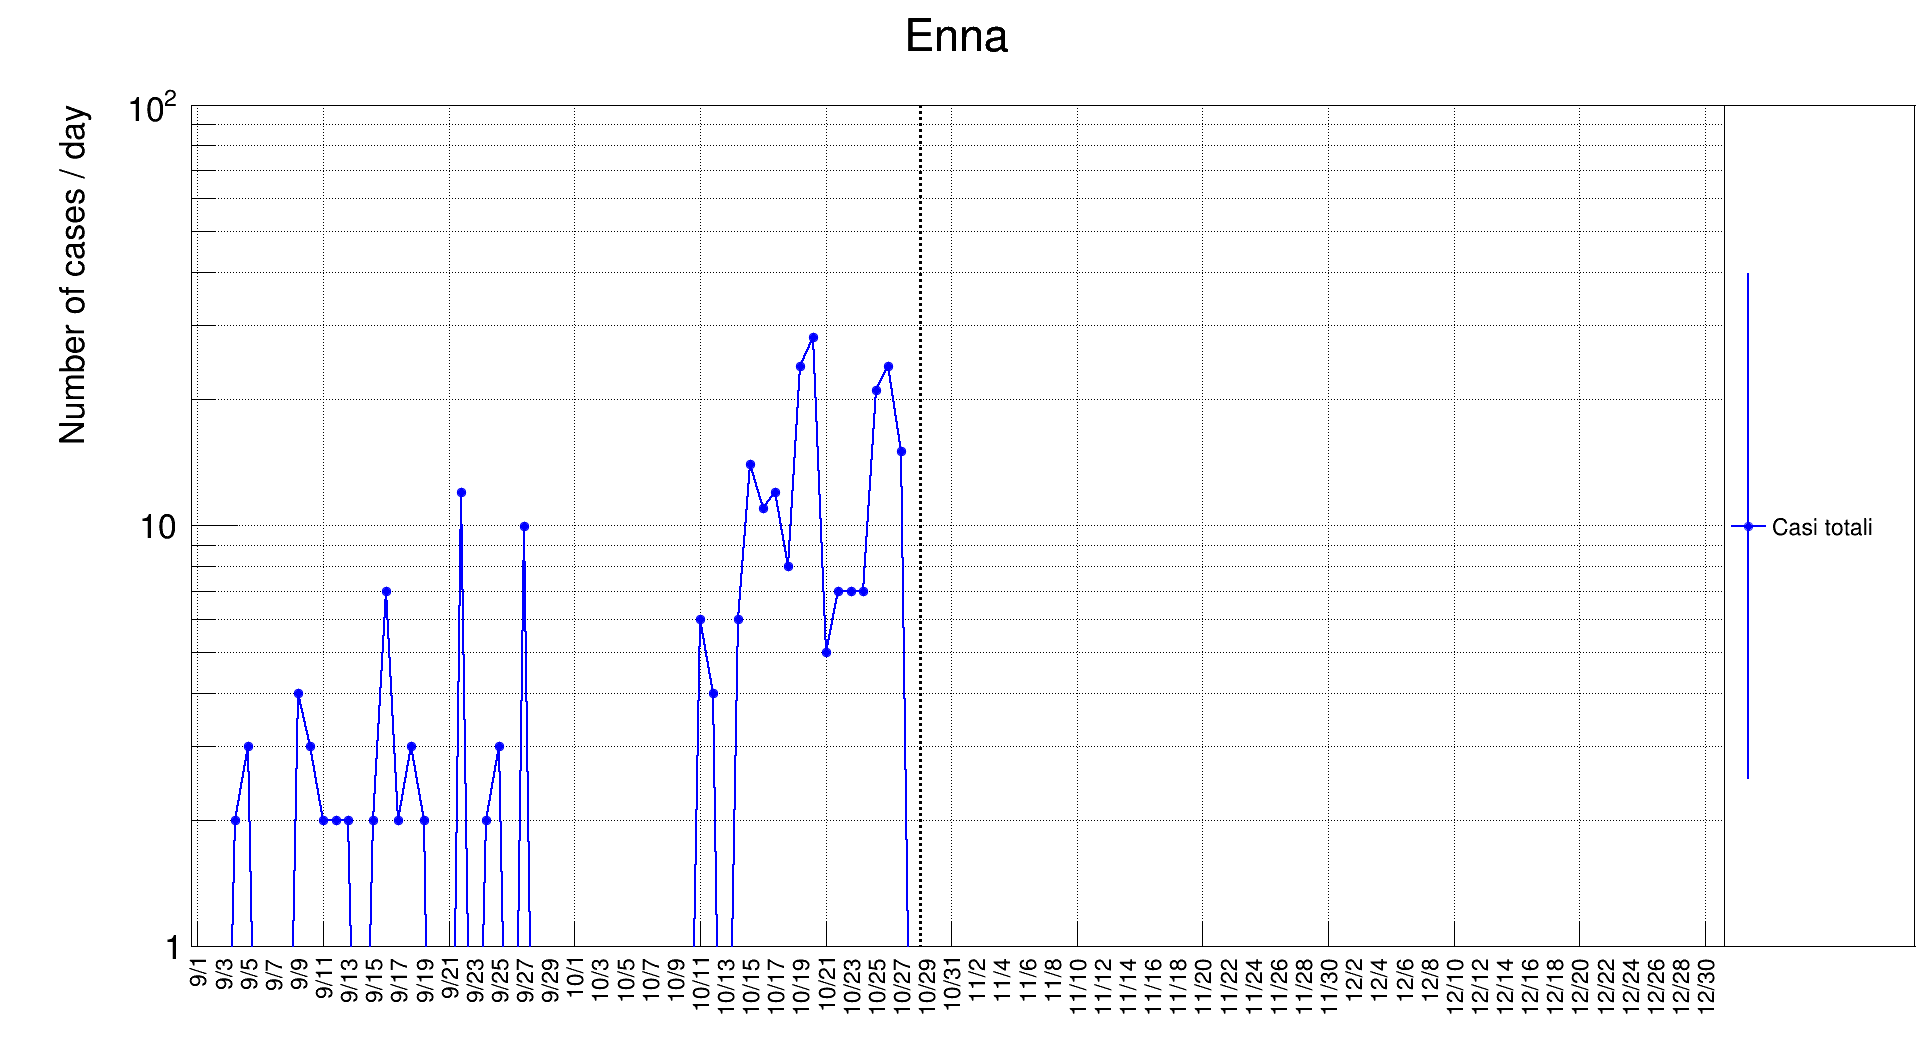 Enna
Number of cases / day
10²
10
1
9/1 9/3 9/5 9/7 9/9 9/11 9/13 9/15 9/17 9/19 9/21 9/23 9/25 9/27 9/29 10/1 10/3 10/5 10/7 10/9 10/11 10/13 10/15 10/17 10/19 10/21 10/23 10/25 10/27 10/29 10/31 11/2 11/4 11/6 11/8 11/10 11/12 11/14 11/16 11/18 11/20 11/22 11/24 11/26 11/28 11/30 12/2 12/4 12/6 12/8 12/10 12/12 12/14 12/16 12/18 12/20 12/22 12/24 12/26 12/28 12/30
Casi totali